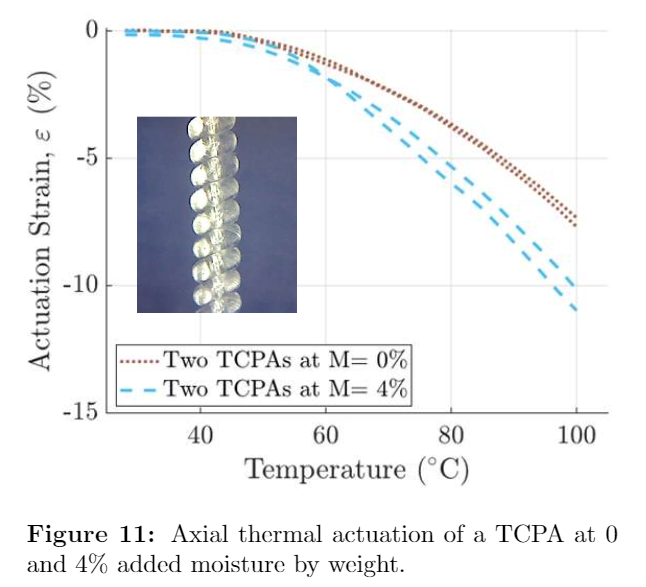 0
-5
-10
-15
Actuation Strain, ε (%)
Two TCPAs at M= 0%
Two TCPAs at M= 4%
40 60 80 100
Temperature (°C)
Figure 11: Axial thermal actuation of a TCPA at 0
and 4% added moisture by weight.